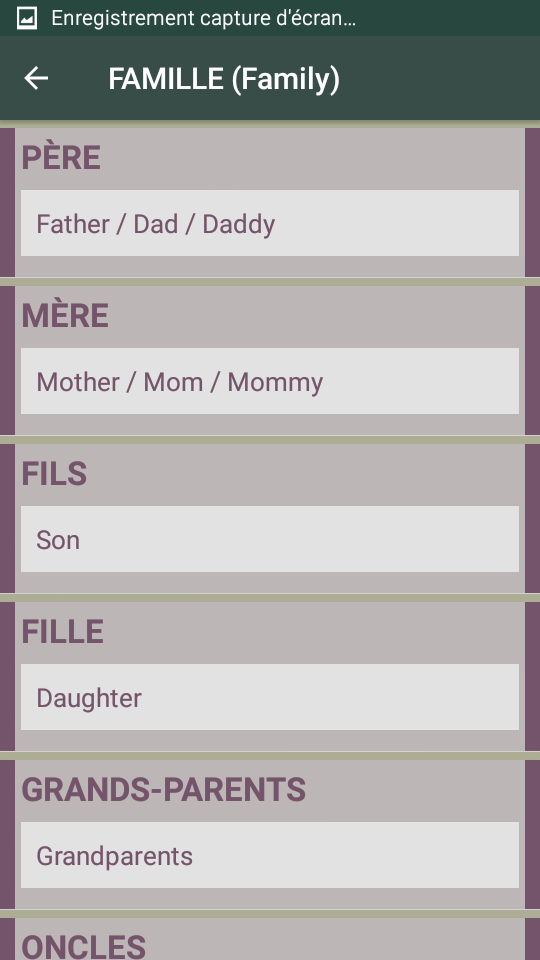 Enregistrement capture d'écran...
FAMILLE (Family)
PÈRE
Father / Dad / Daddy
MÈRE
Mother / Mom / Mommy
FILS
Son
FILLE
Daughter
GRANDS-PARENTS
Grandparents
ONCLES